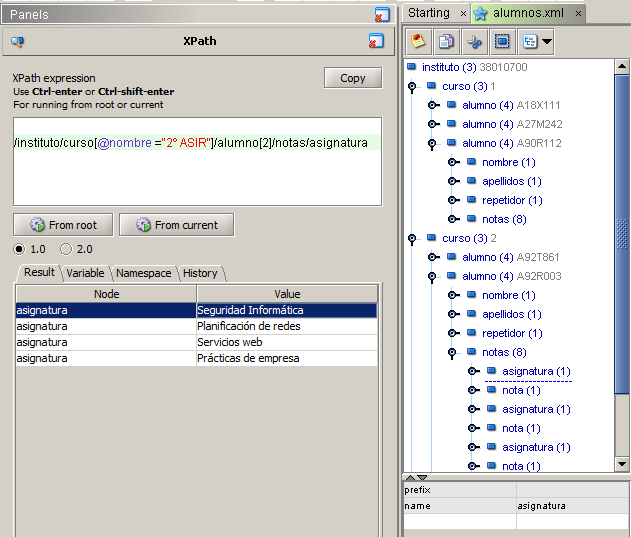 Panels
XPath
XPath expression
Use Ctrl-enter or Ctrl-shift-enter
For running from root or current
Copy
/instituto/curso[@nombre ="2º ASIR"]/alumno[2]/notas/asignatura
From root
From current
1.0
2.0
Result
Variable
Namespace
History
Node Value
asignatura Seguridad Informática
asignatura Planificación de redes
asignatura Servicios web
asignatura Prácticas de empresa
Starting ×
alumnos.xml ×
instituto (3) 38010700
curso (3) 1
alumno (4) A18X111
alumno (4) A27M242
alumno (4) A90R112
nombre (1)
apellidos (1)
repetidor (1)
notas (8)
curso (3) 2
alumno (4) A92T861
alumno (4) A92R003
nombre (1)
apellidos (1)
repetidor (1)
notas (8)
asignatura (1)
nota (1)
asignatura (1)
nota (1)
asignatura (1)
nota (1)
prefix
name asignatura